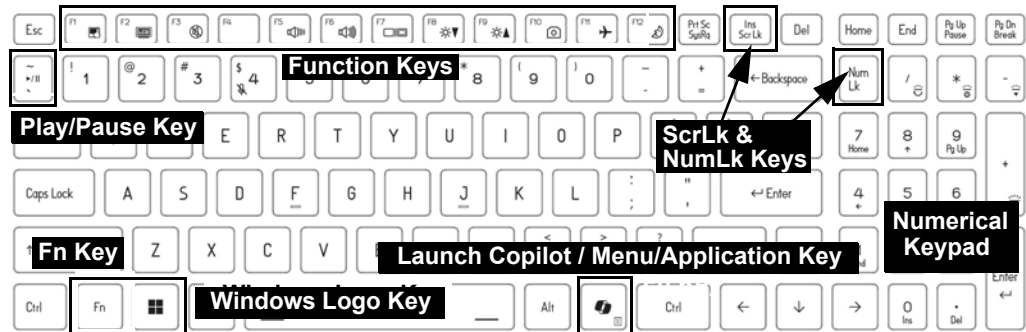 Esc F1 F2 F3 F4 F5 F6 F7 F8 F9 F10 F11 F12 Prt Sc SysRq Ins Scr Lk Del Home End Pg Up Pause Pg Dn Break
Function Keys
~ ` ! 1 @ 2 # 3 $ 4 * 8 ( 9 ) 0 _ - + = ←Backspace Num Lk / * -
Play/Pause Key
E R T Y U I O P
ScrLk &
NumLk Keys
7 Home 8 ↑ 9 Pg Up +
Caps Lock A S D F G H J K L : ; " ' ↵ Enter 4 ← 5 6
Numerical
Keypad
Fn Key
Z X C V < > ?
Launch Copilot / Menu/Application Key
Enter
Ctrl Fn
Windows Logo Key
Alt Ctrl ← ↓ → 0 Ins . Del